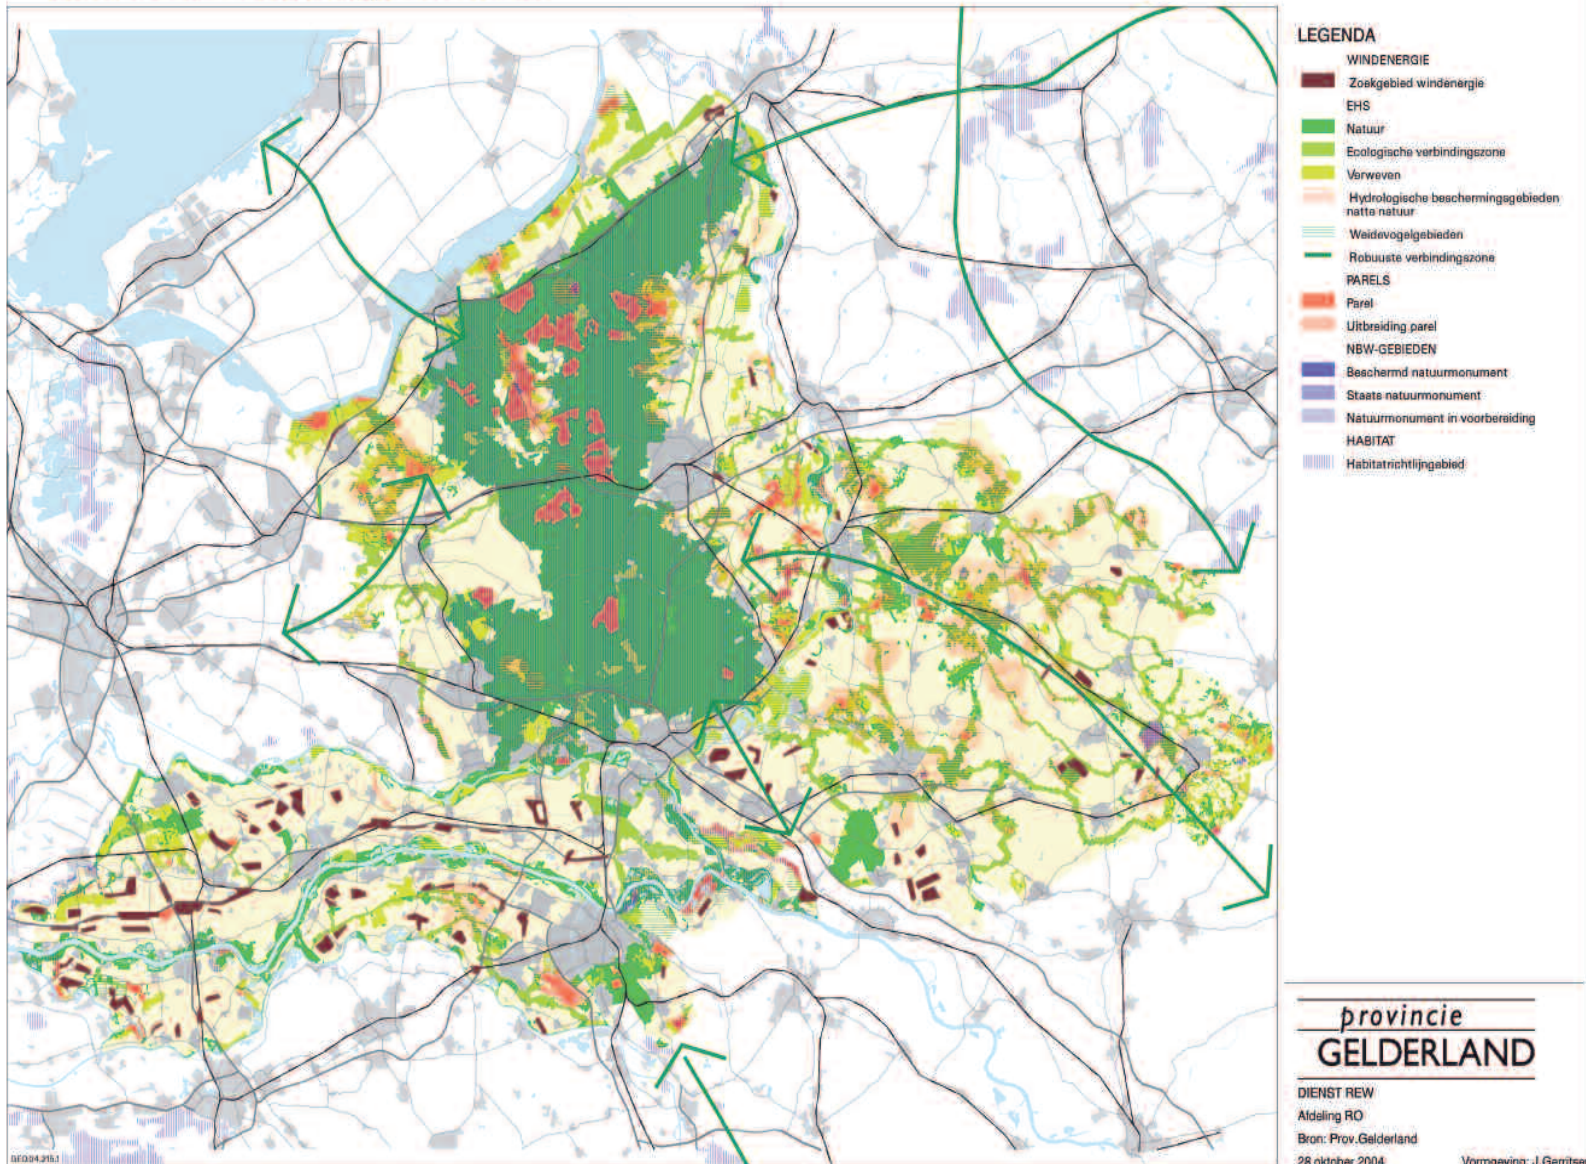 LEGENDA
WINDENERGIE
Zoekgebied windenergie
EHS
Natuur
Ecologische verbindingszone
Verweven
Hydrologische beschermingsgebieden
natte natuur
Weidevogelgebieden
Robuuste verbindingszone
PARELS
Parel
Uitbreiding parel
NBW-GEBIEDEN
Beschermd natuurmonument
Staats natuurmonument
Natuurmonument in voorbereiding
HABITAT
Habitatrichtlijngebied
provincie
GELDERLAND
DIENST REW
Afdeling RO
Bron: Prov.Gelderland
28 oktober 2004 Vormgeving: J.Gerritsen